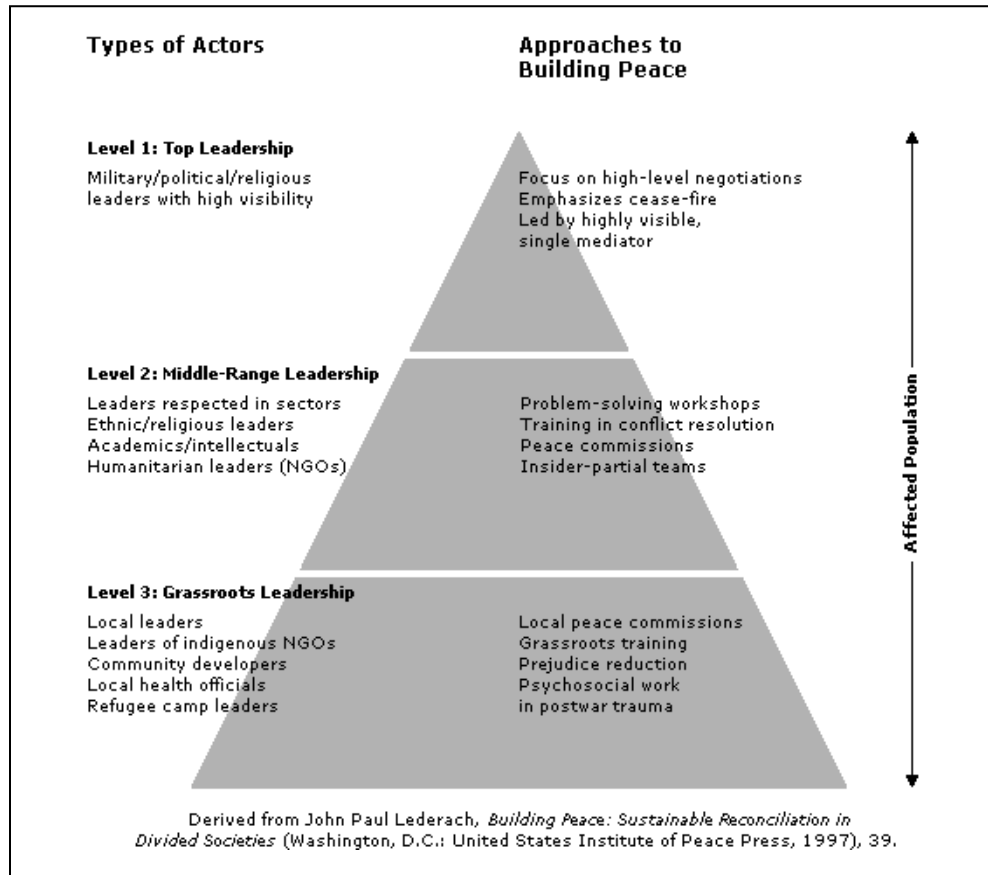 Types of Actors
Approaches to
Building Peace
Level 1: Top Leadership
Military/political/religious
leaders with high visibility
Focus on high-level negotiations
Emphasizes cease-fire
Led by highly visible,
single mediator
Level 2: Middle-Range Leadership
Leaders respected in sectors
Ethnic/religious leaders
Academics/intellectuals
Humanitarian leaders (NGOs)
Problem-solving workshops
Training in conflict resolution
Peace commissions
Insider-partial teams
Level 3: Grassroots Leadership
Local leaders
Leaders of indigenous NGOs
Community developers
Local health officials
Refugee camp leaders
Local peace commissions
Grassroots training
Prejudice reduction
Psychosocial work
in postwar trauma
Affected Population
Derived from John Paul Lederach, Building Peace: Sustainable Reconciliation in
Divided Societies (Washington, D.C.: United States Institute of Peace Press, 1997), 39.